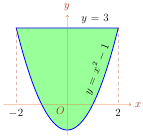 y
y = 3
y = x² − 1
O
x
−2
2